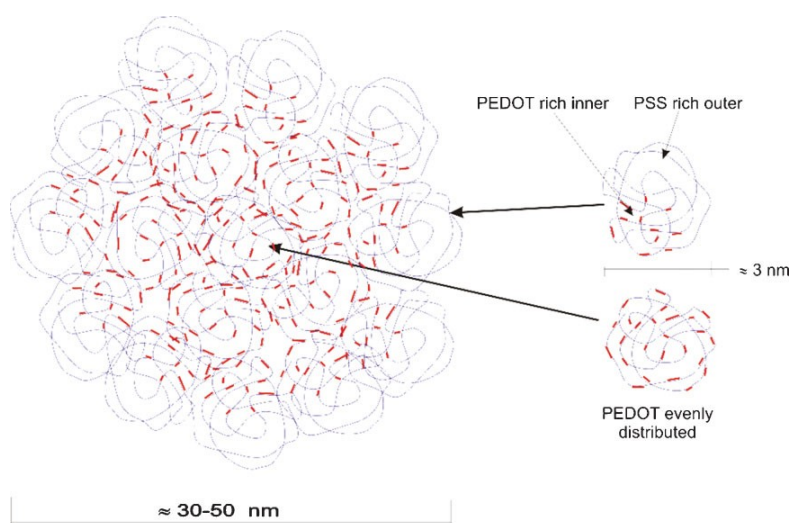 PEDOT rich inner
PSS rich outer
≈ 3 nm
PEDOT evenly
distributed
≈ 30-50 nm